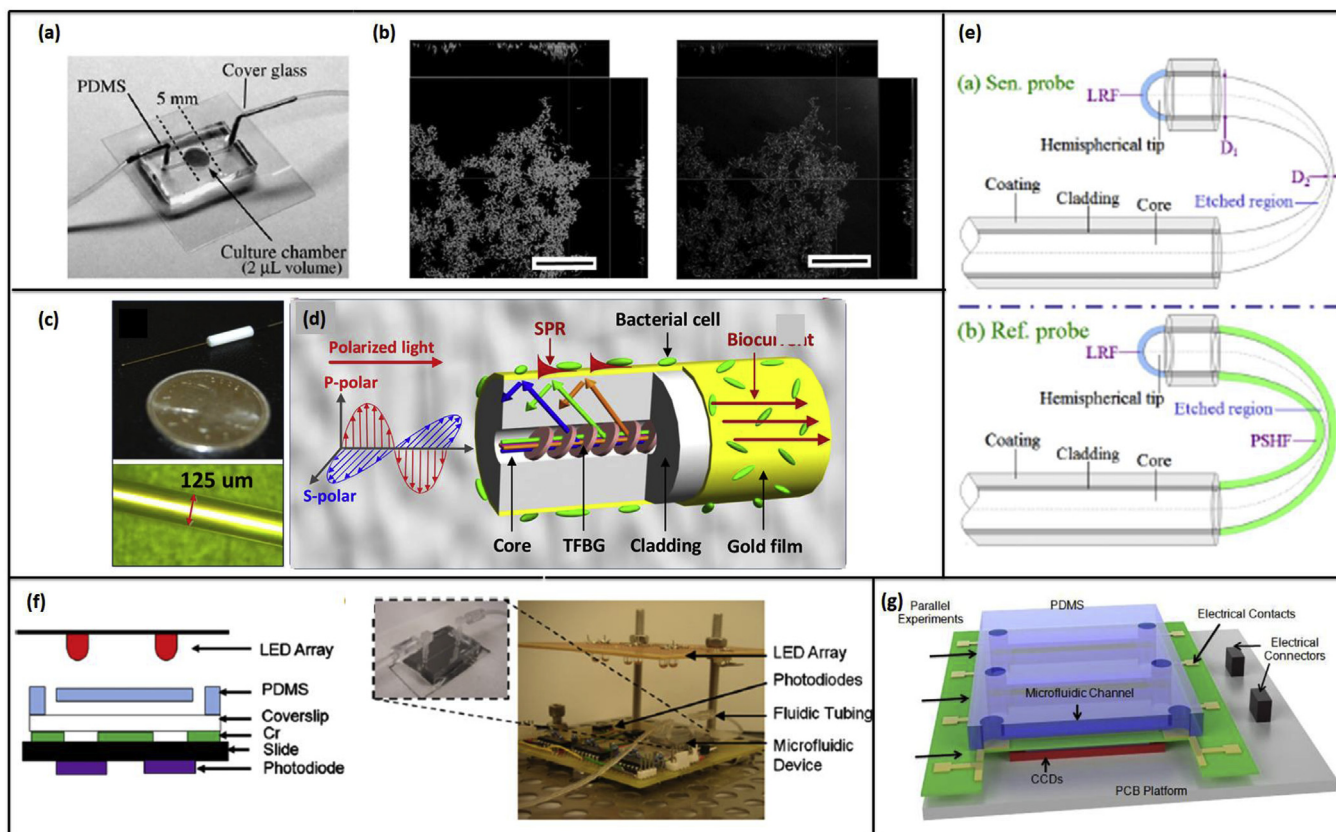 (a)
PDMS
Cover glass
5 mm
Culture chamber
(2 μL volume)
(b)
(c)
125 um
(d)
Polarized light
P-polar
S-polar
SPR
Bacterial cell
Core
TFBG
Cladding
Gold film
(e)
(a) Sen. probe
LRF
Hemispherical tip
D1
D2
Coating
Cladding
Core
Etched region
(b) Ref. probe
LRF
Hemispherical tip
Etched region
PSHF
Coating
Cladding
Core
(f)
LED Array
PDMS
Coverslip
Cr
Slide
Photodiode
LED Array
Photodiodes
Fluidic Tubing
Microfluidic
Device
(g)
Parallel
Experiments
PDMS
Electrical Contacts
Electrical
Connectors
Microfluidic Channel
CCDs
PCB Platform